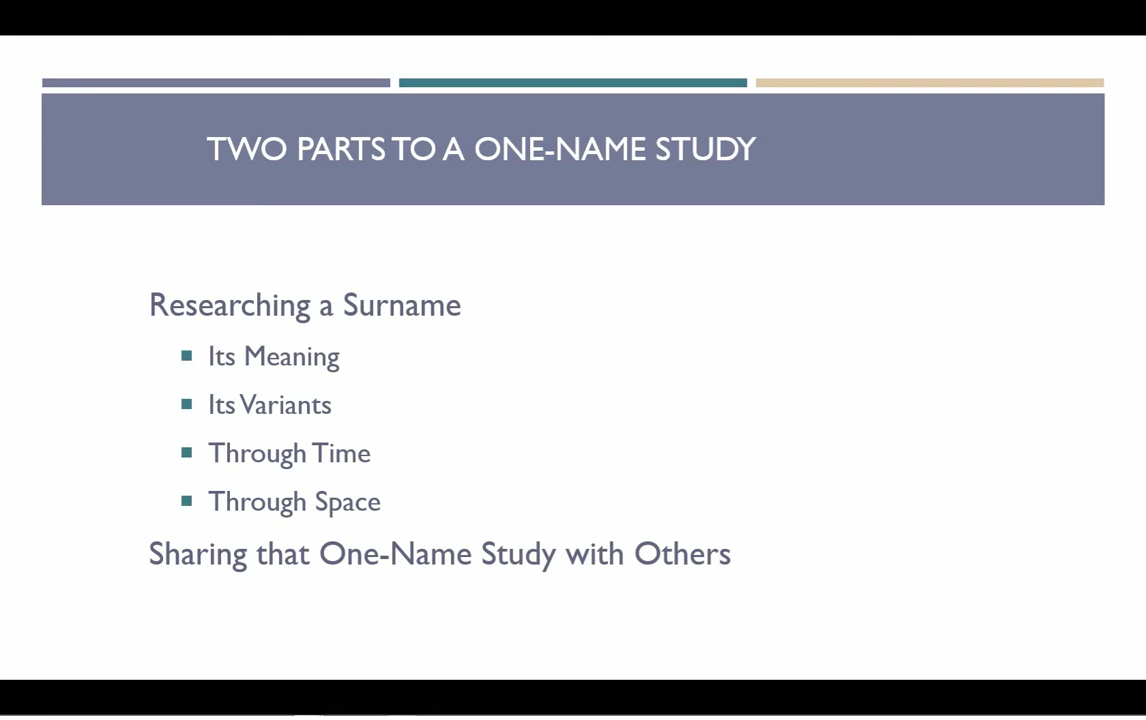 TWO PARTS TO A ONE-NAME STUDY
Researching a Surname
Its Meaning
Its Variants
Through Time
Through Space
Sharing that One-Name Study with Others